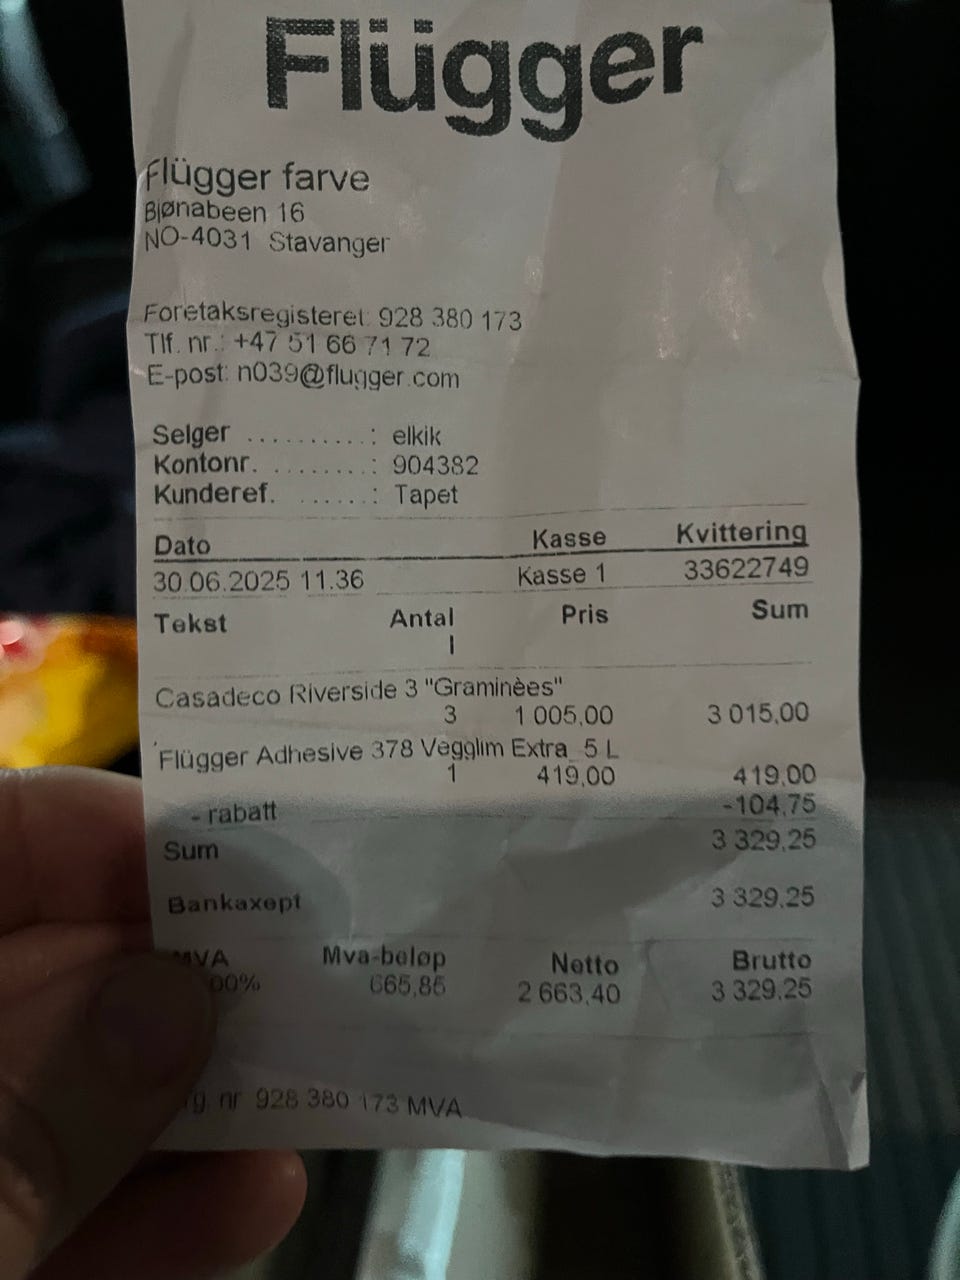 Flügger
Flügger farve
Bjønabeen 16
NO-4031 Stavanger
Foretaksregisteret: 928 380 173
Tlf. nr.: +47 51 66 71 72
E-post: n039@flugger.com
Selger ..........: elkik
Kontonr. ........: 904382
Kunderef. ......: Tapet
Dato Kasse Kvittering
30.06.2025 11.36 Kasse 1 33622749
Tekst Antal Pris Sum
l
Casadeco Riverside 3 "Graminèes"
3 1 005,00 3 015,00
Flügger Adhesive 378 Vegglim Extra 5 L
1 419,00 419,00
- rabatt -104,75
Sum 3 329,25
Bankaxept 3 329,25
MVA Mva-beløp Netto Brutto
00% 665,85 2 663,40 3 329,25
rg. nr 928 380 173 MVA